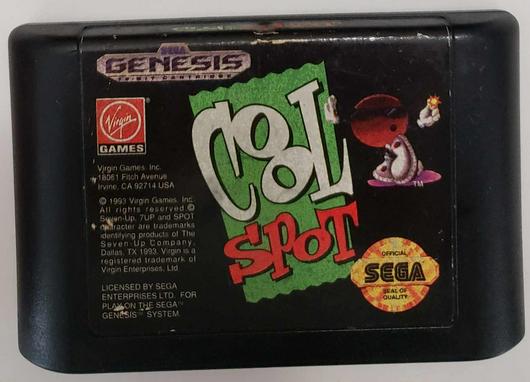 SEGA
GENESIS
16-BIT CARTRIDGE
Virgin
GAMES
COOL
SPOT
TM
Virgin Games, Inc.
18061 Fitch Avenue
Irvine, CA 92714 USA
© 1993 Virgin Games, Inc.
All rights reserved.©
Seven-Up, 7UP and SPOT
character are trademarks
identifying products of The
Seven-Up Company,
Dallas, TX 1993. Virgin is a
registered trademark of
Virgin Enterprises, Ltd
LICENSED BY SEGA
ENTERPRISES LTD. FOR
PLAY ON THE SEGA™
GENESIS™ SYSTEM.
OFFICIAL
SEGA
SEAL OF
QUALITY